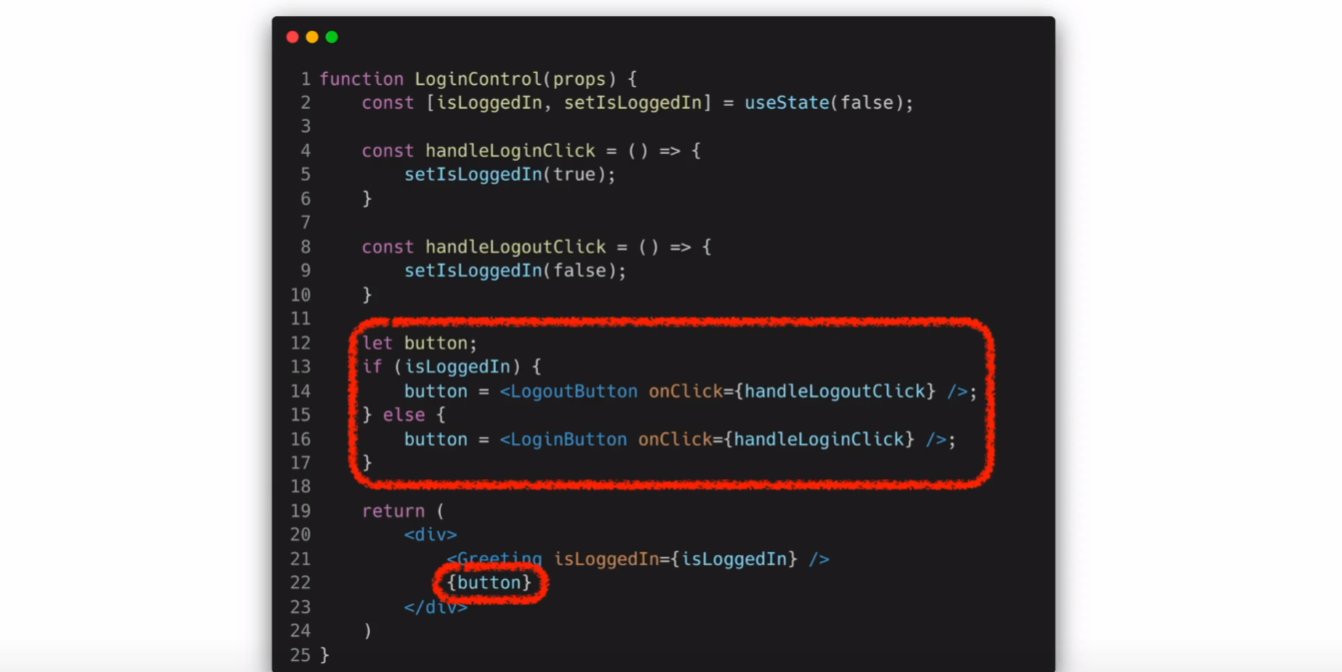 1 function LoginControl(props) {
2     const [isLoggedIn, setIsLoggedIn] = useState(false);
3
4     const handleLoginClick = () => {
5         setIsLoggedIn(true);
6     }
7
8     const handleLogoutClick = () => {
9         setIsLoggedIn(false);
10     }
11
12     let button;
13     if (isLoggedIn) {
14         button = <LogoutButton onClick={handleLogoutClick} />;
15     } else {
16         button = <LoginButton onClick={handleLoginClick} />;
17     }
18
19     return (
20         <div>
21             <Greeting isLoggedIn={isLoggedIn} />
22             {button}
23         </div>
24     )
25 }